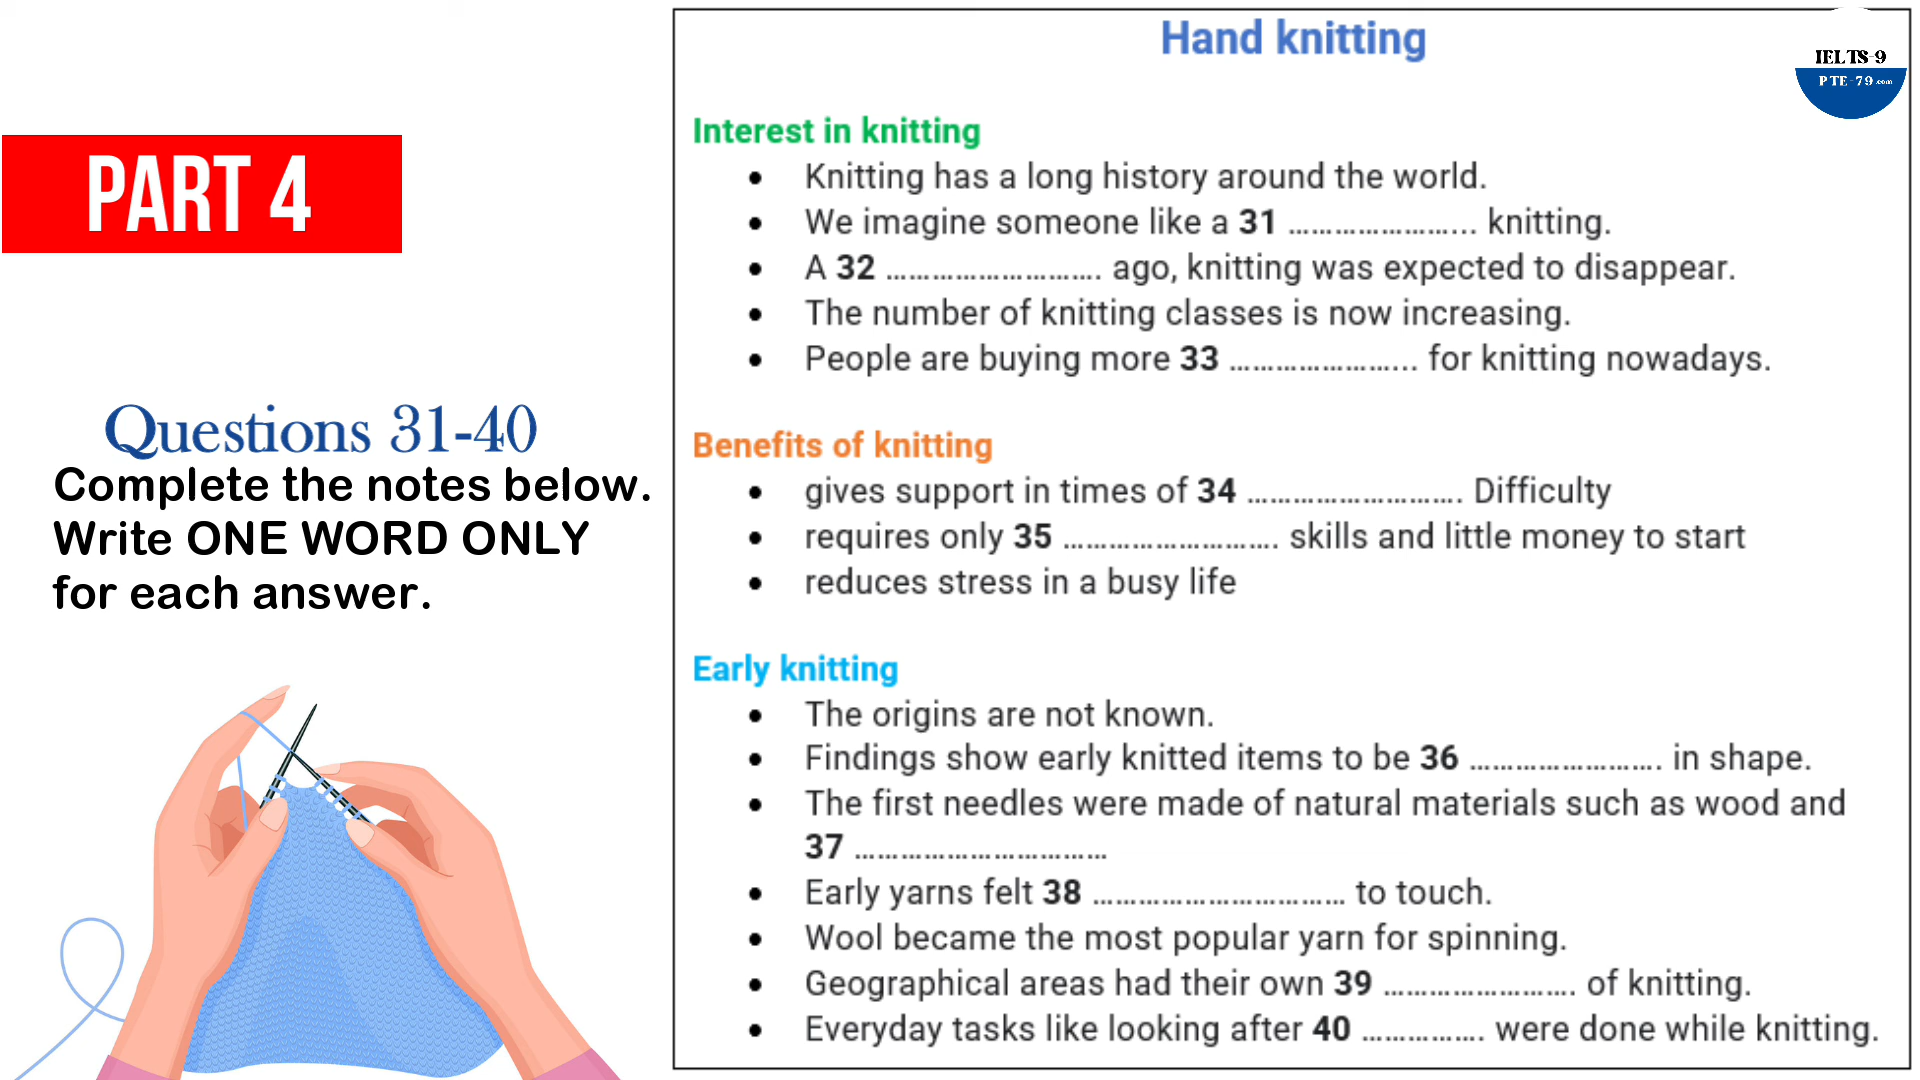 PART 4
Questions 31-40
Complete the notes below.
Write ONE WORD ONLY
for each answer.
Hand knitting
IELTS-9
PTE-79.com
Interest in knitting
• Knitting has a long history around the world.
• We imagine someone like a 31 ........................ knitting.
• A 32 ............................ ago, knitting was expected to disappear.
• The number of knitting classes is now increasing.
• People are buying more 33 ........................ for knitting nowadays.
Benefits of knitting
• gives support in times of 34 ............................ Difficulty
• requires only 35 ............................ skills and little money to start
• reduces stress in a busy life
Early knitting
• The origins are not known.
• Findings show early knitted items to be 36 ......................... in shape.
• The first needles were made of natural materials such as wood and
37 .................................
• Early yarns felt 38 ................................. to touch.
• Wool became the most popular yarn for spinning.
• Geographical areas had their own 39 ......................... of knitting.
• Everyday tasks like looking after 40 ................ were done while knitting.